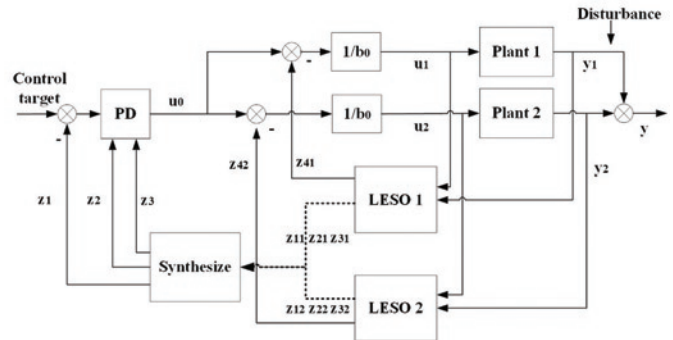 Disturbance
Control
target
-
PD
u0
-
1/b0
u1
Plant 1
y1
-
1/b0
u2
Plant 2
y
z42
z41
y2
z1
z2
z3
LESO 1
z11 z21 z31
Synthesize
z12 z22 z32
LESO 2